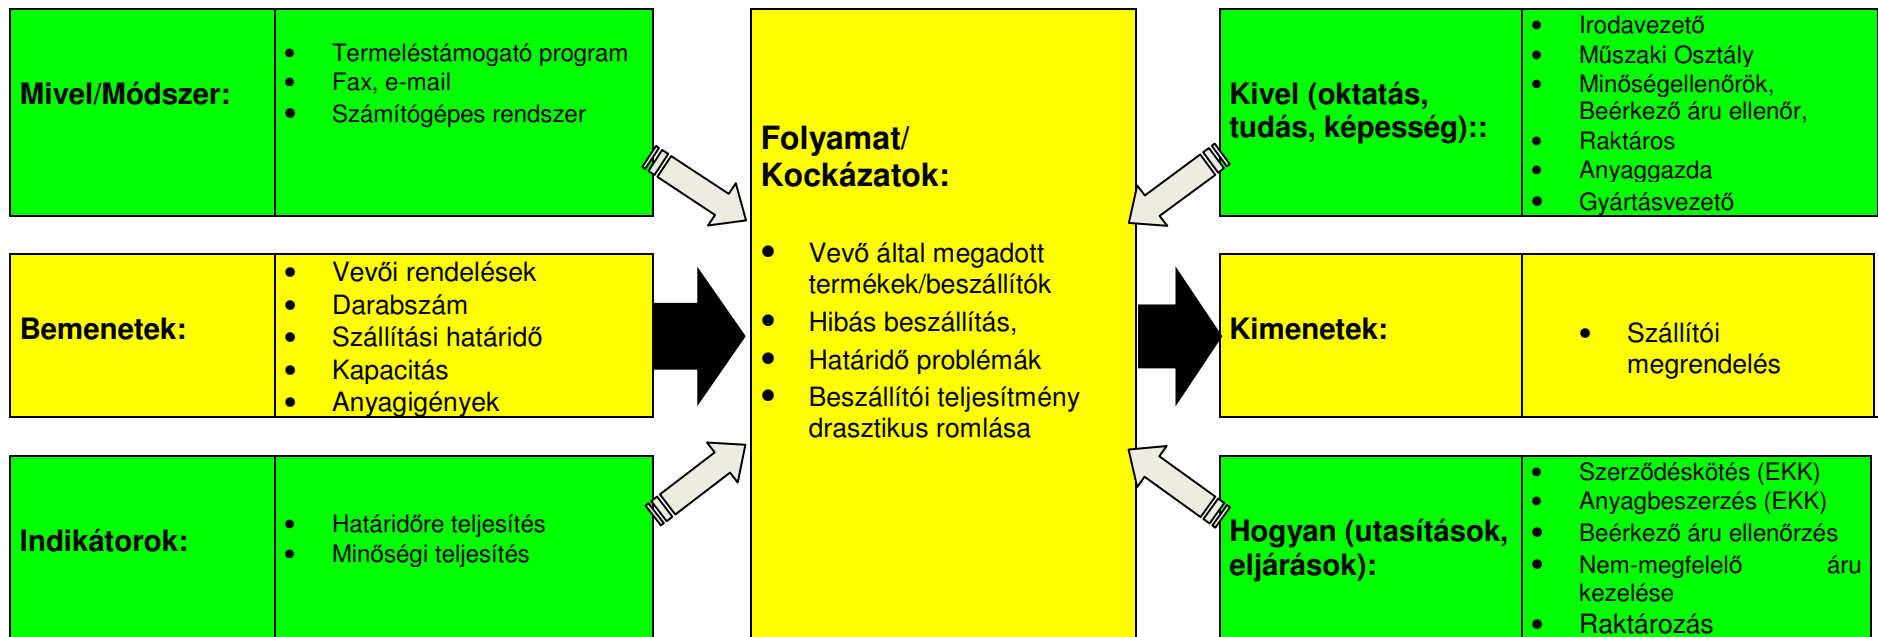 Mivel/Módszer:
• Termeléstámogató program
• Fax, e-mail
• Számítógépes rendszer
Bemenetek:
• Vevői rendelések
• Darabszám
• Szállítási határidő
• Kapacitás
• Anyagigények
Indikátorok:
• Határidőre teljesítés
• Minőségi teljesítés
Folyamat/
Kockázatok:
• Vevő által megadott
termékek/beszállítók
• Hibás beszállítás,
• Határidő problémák
• Beszállítói teljesítmény
drasztikus romlása
Kivel (oktatás,
tudás, képesség)::
• Irodavezető
• Műszaki Osztály
• Minőségellenőrök,
Beérkező áru ellenőr,
• Raktáros
• Anyaggazda
• Gyártásvezető
Kimenetek:
• Szállítói
megrendelés
Hogyan (utasítások,
eljárások):
• Szerződéskötés (EKK)
• Anyagbeszerzés (EKK)
• Beérkező áru ellenőrzés
• Nem-megfelelő áru
kezelése
• Raktározás